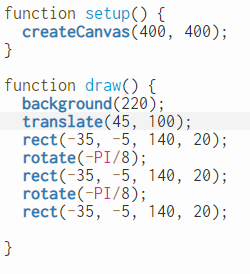 function setup() {
  createCanvas(400, 400);
}

function draw() {
  background(220);
  translate(45, 100);
  rect(-35, -5, 140, 20);
  rotate(-PI/8);
  rect(-35, -5, 140, 20);
  rotate(-PI/8);
  rect(-35, -5, 140, 20);

}